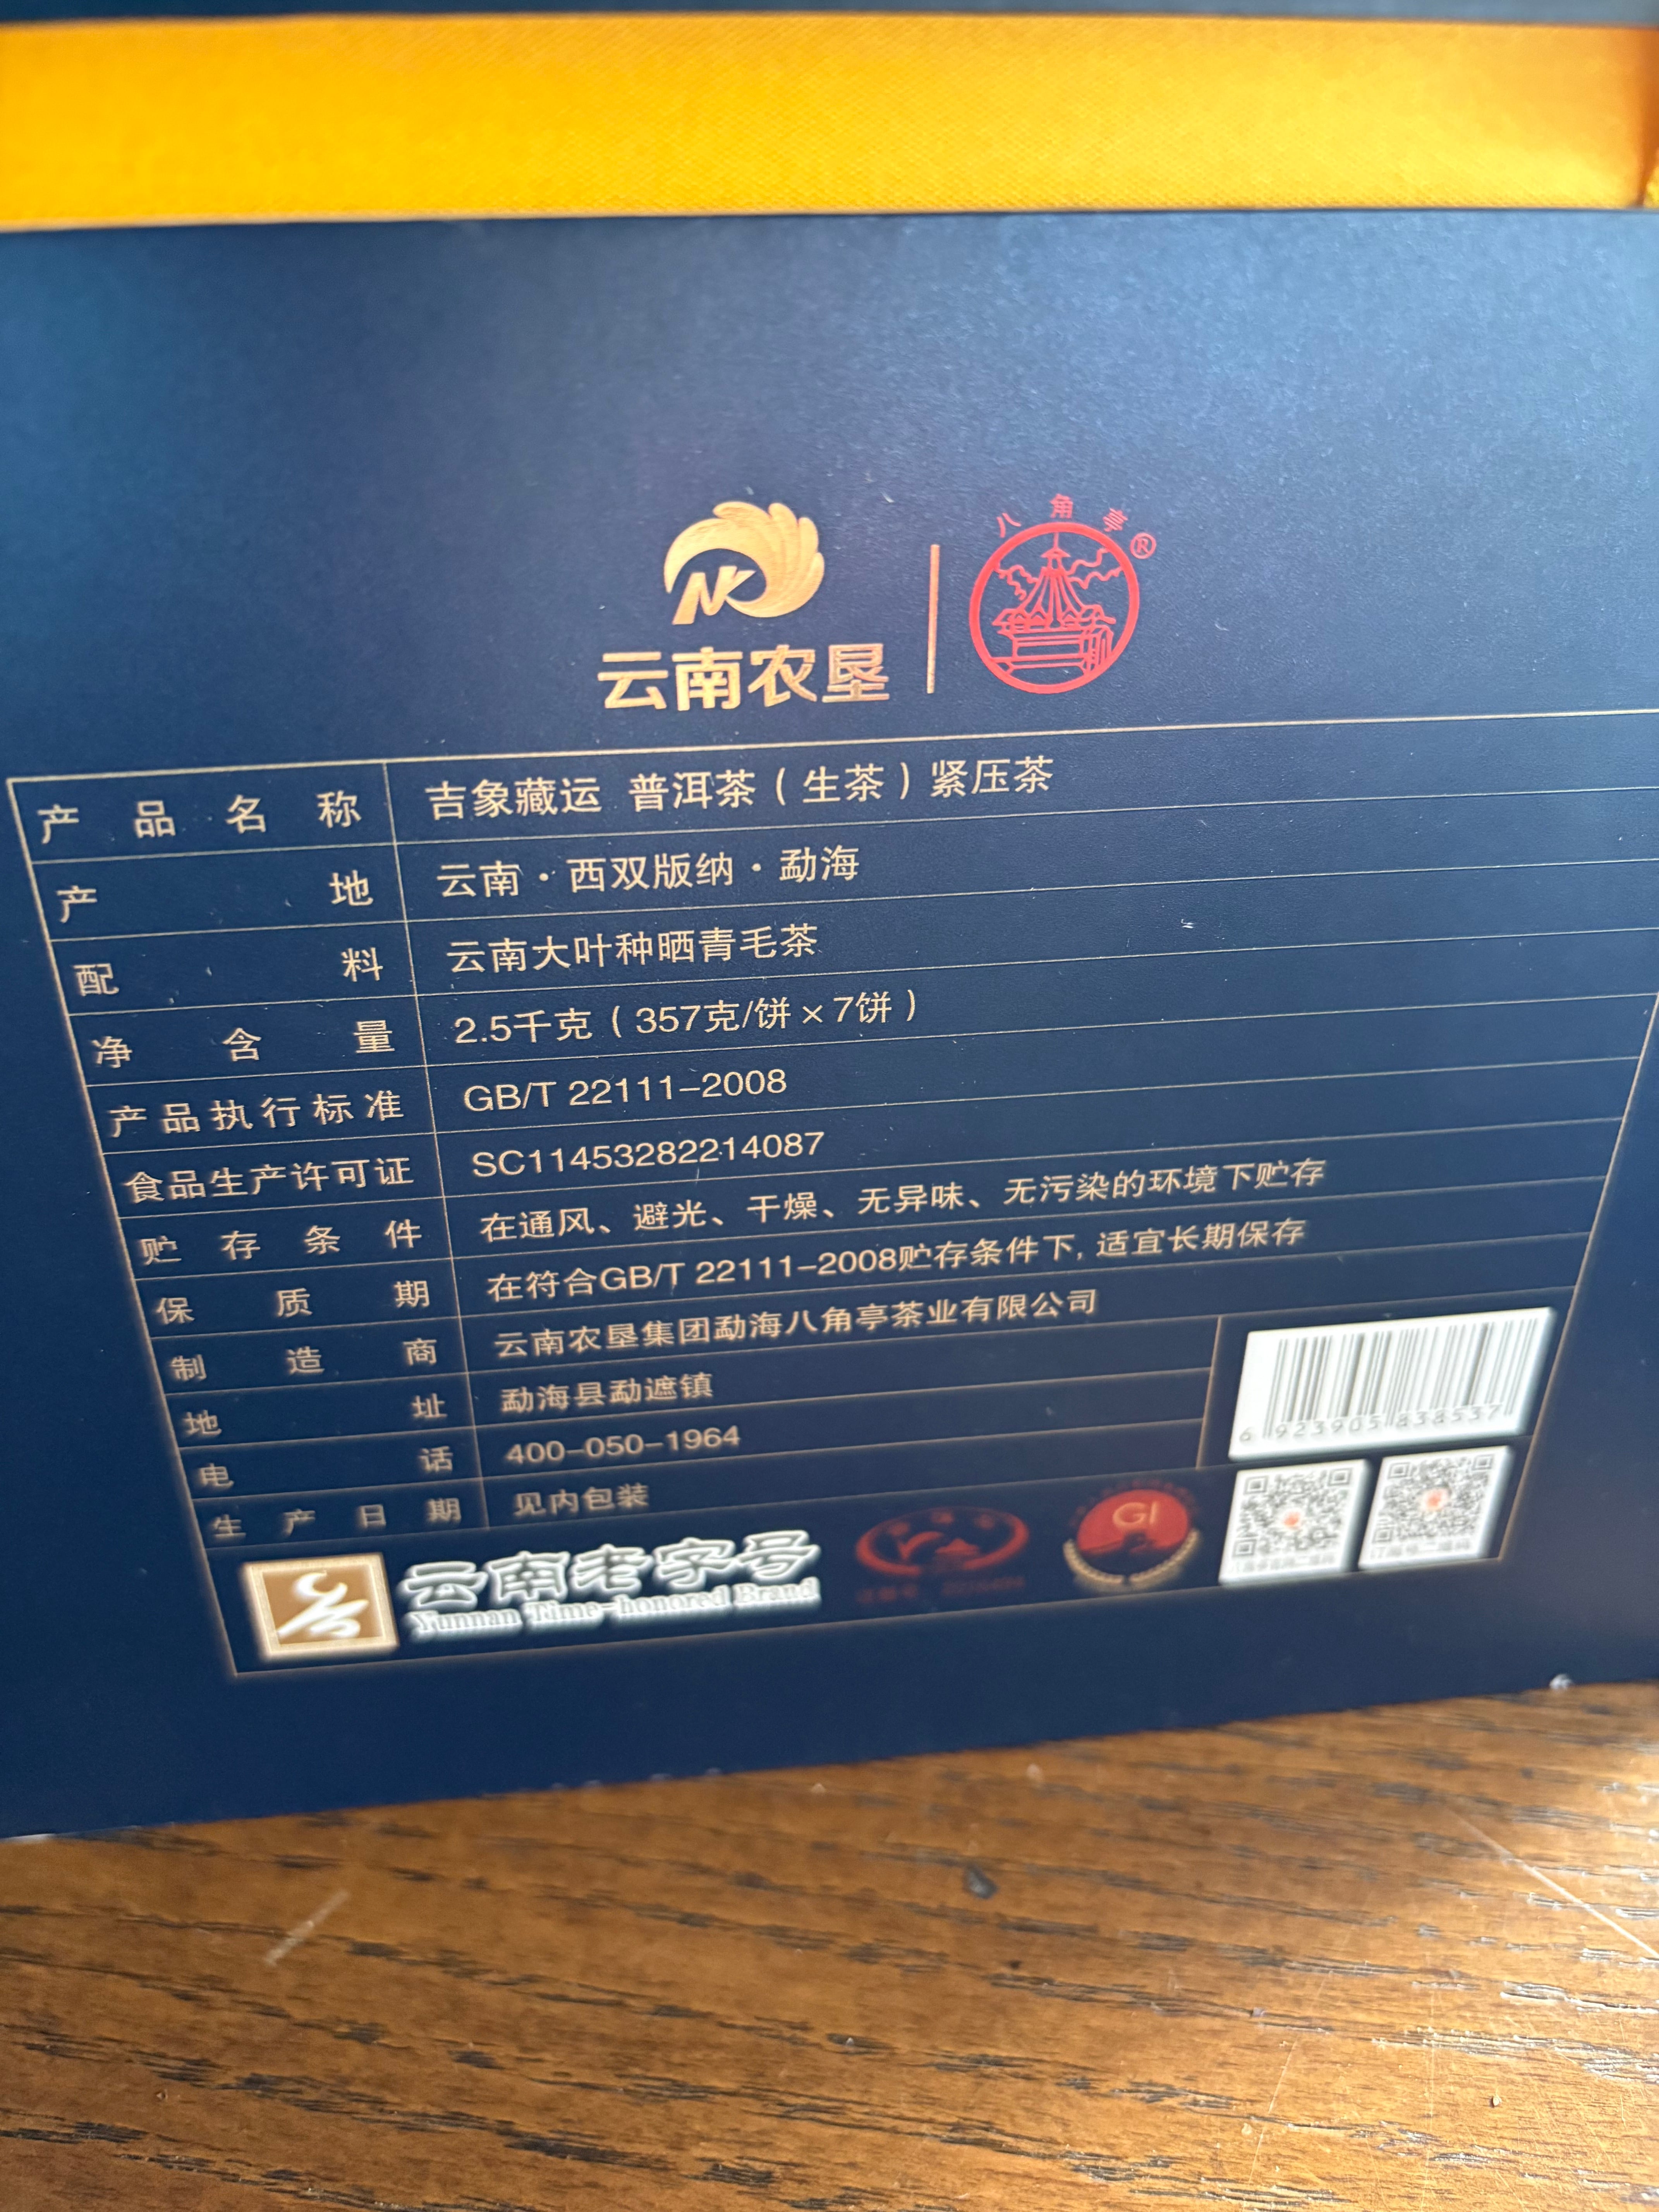 八角亭®
NK
云南农垦
产品名称 吉象藏运 普洱茶（生茶）紧压茶
产地 云南·西双版纳·勐海
配料 云南大叶种晒青毛茶
净含量 2.5千克（357克/饼×7饼）
产品执行标准 GB/T 22111-2008
食品生产许可证 SC11453282214087
贮存条件 在通风、避光、干燥、无异味、无污染的环境下贮存
保质期 在符合GB/T 22111-2008贮存条件下,适宜长期保存
制造商 云南农垦集团勐海八角亭茶业有限公司
地址 勐海县勐遮镇
电话 400-050-1964
生产日期 见内包装
6 923905 838537
云南老字号
Yunnan Time-honored Brand
GI